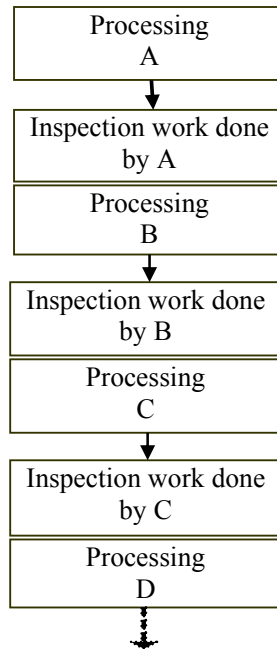 Processing
A
Inspection work done
by A
Processing
B
Inspection work done
by B
Processing
C
Inspection work done
by C
Processing
D